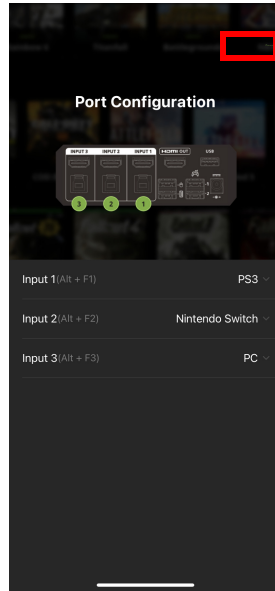 Port Configuration
INPUT 3 INPUT 2 INPUT 1 HDMI OUT USB
3 2 1
Input 1(Alt + F1) PS3
Input 2(Alt + F2) Nintendo Switch
Input 3(Alt + F3) PC